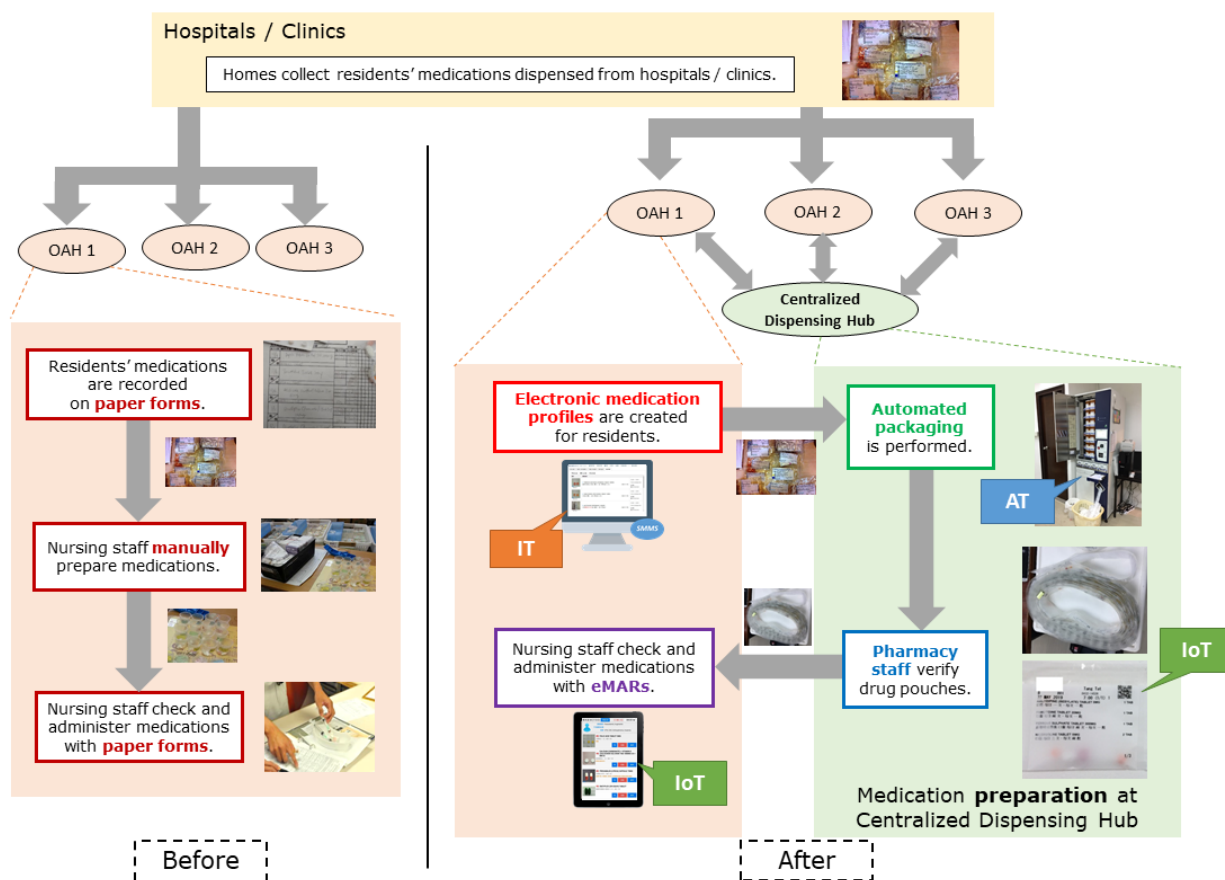 Hospitals / Clinics
Homes collect residents’ medications dispensed from hospitals / clinics.
OAH 1
OAH 2
OAH 3
Residents’ medications
are recorded
on paper forms.
Nursing staff manually
prepare medications.
Nursing staff check and
administer medications
with paper forms.
Before
OAH 1
OAH 2
OAH 3
Centralized
Dispensing Hub
Electronic medication
profiles are created
for residents.
SMMS
IT
Automated
packaging
is performed.
AT
Pharmacy
staff verify
drug pouches.
IoT
Nursing staff check and
administer medications
with eMARs.
IoT
Medication preparation at
Centralized Dispensing Hub
After